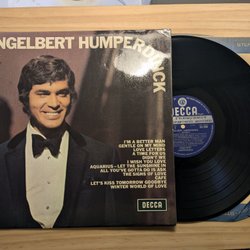 ENGELBERT HUMPERDINCK
I'M A BETTER MAN
GENTLE ON MY MIND
LOVE LETTERS
A TIME FOR US
DIDN'T WE
I WISH YOU LOVE
AQUARIUS-LET THE SUNSHINE IN
ALL YOU'VE GOTTA DO IS ASK
THE SIGNS OF LOVE
CAFE
LET'S KISS TOMORROW GOODBYE
WINTER WORLD OF LOVE
DECCA
DECCA